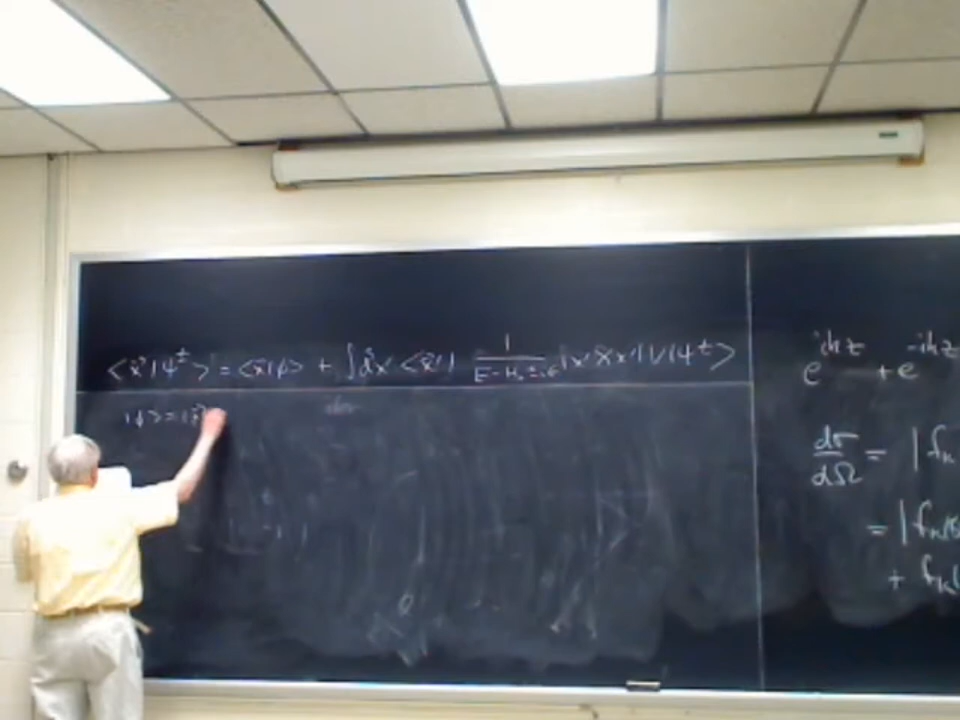 <x⃗|ψ^±> = <x⃗|φ> + ∫d³x' <x⃗| 1/(E-H₀±iε) |x'><x'|V|ψ^±>
|φ> = |p⃗
e^{ikz} + e^{-ikz}
dσ/dΩ = |f_k
= |f_k(θ
+ f_k(